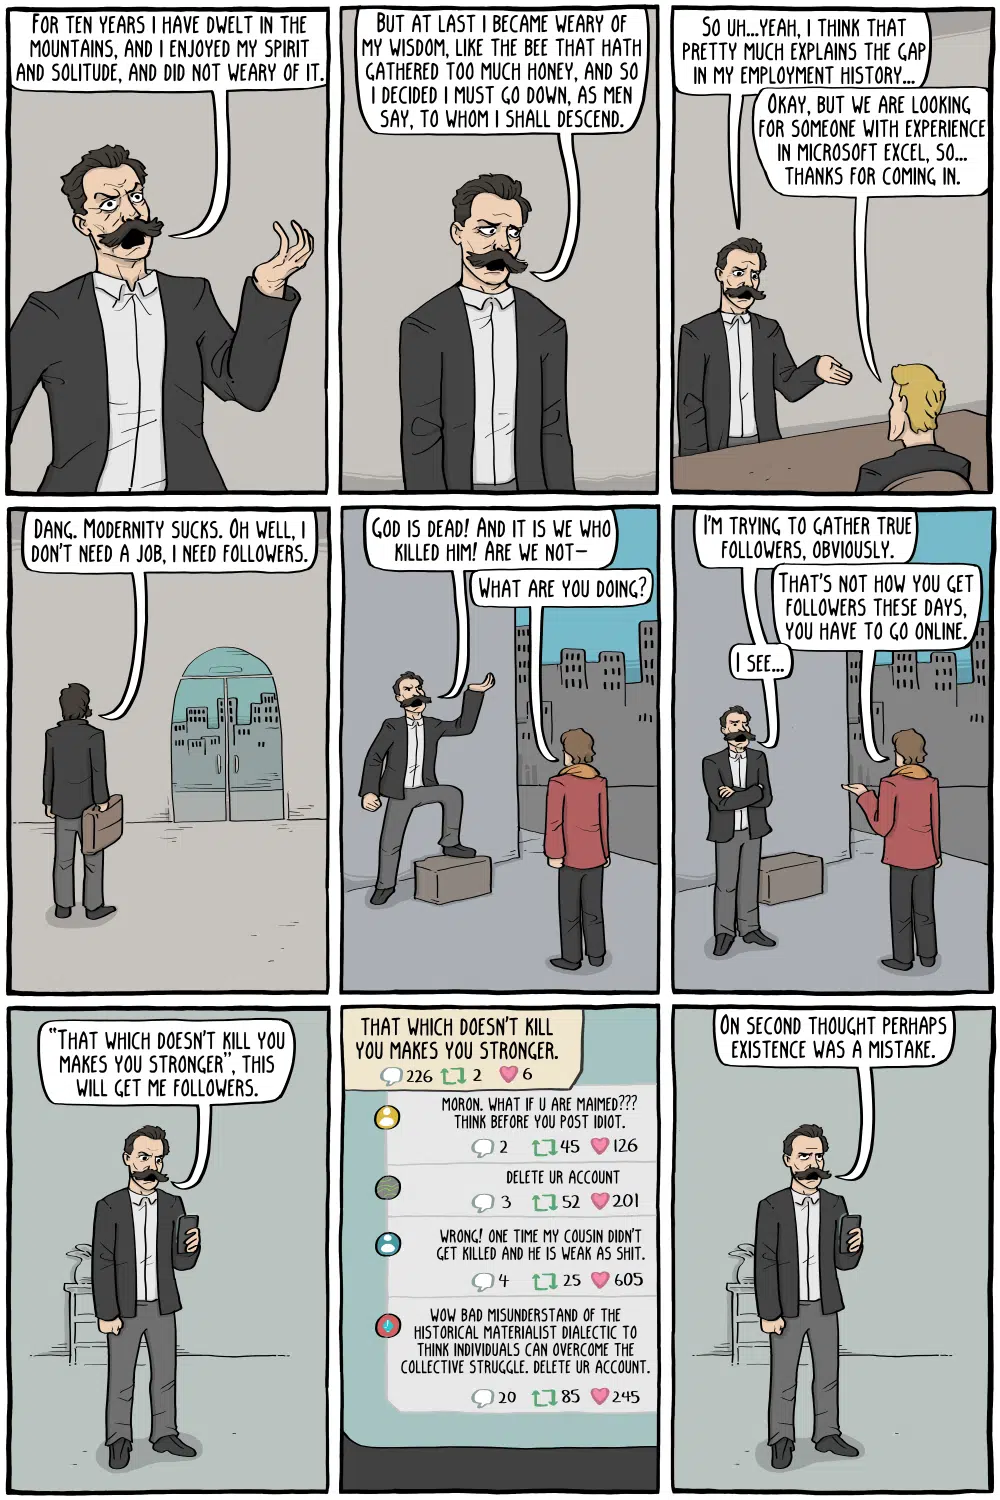 FOR TEN YEARS I HAVE DWELT IN THE
MOUNTAINS, AND I ENJOYED MY SPIRIT
AND SOLITUDE, AND DID NOT WEARY OF IT.
BUT AT LAST I BECAME WEARY OF
MY WISDOM, LIKE THE BEE THAT HATH
GATHERED TOO MUCH HONEY, AND SO
I DECIDED I MUST GO DOWN, AS MEN
SAY, TO WHOM I SHALL DESCEND.
SO UH...YEAH, I THINK THAT
PRETTY MUCH EXPLAINS THE GAP
IN MY EMPLOYMENT HISTORY...
OKAY, BUT WE ARE LOOKING
FOR SOMEONE WITH EXPERIENCE
IN MICROSOFT EXCEL, SO...
THANKS FOR COMING IN.
DANG. MODERNITY SUCKS. OH WELL, I
DON'T NEED A JOB, I NEED FOLLOWERS.
GOD IS DEAD! AND IT IS WE WHO
KILLED HIM! ARE WE NOT—
WHAT ARE YOU DOING?
I'M TRYING TO GATHER TRUE
FOLLOWERS, OBVIOUSLY.
THAT'S NOT HOW YOU GET
FOLLOWERS THESE DAYS,
YOU HAVE TO GO ONLINE.
I SEE...
"THAT WHICH DOESN'T KILL YOU
MAKES YOU STRONGER", THIS
WILL GET ME FOLLOWERS.
THAT WHICH DOESN'T KILL
YOU MAKES YOU STRONGER.
226 2 6
MORON. WHAT IF U ARE MAIMED???
THINK BEFORE YOU POST IDIOT.
2 45 126
DELETE UR ACCOUNT
3 52 201
WRONG! ONE TIME MY COUSIN DIDN'T
GET KILLED AND HE IS WEAK AS SHIT.
4 25 605
WOW BAD MISUNDERSTAND OF THE
HISTORICAL MATERIALIST DIALECTIC TO
THINK INDIVIDUALS CAN OVERCOME THE
COLLECTIVE STRUGGLE. DELETE UR ACCOUNT.
20 85 245
ON SECOND THOUGHT PERHAPS
EXISTENCE WAS A MISTAKE.